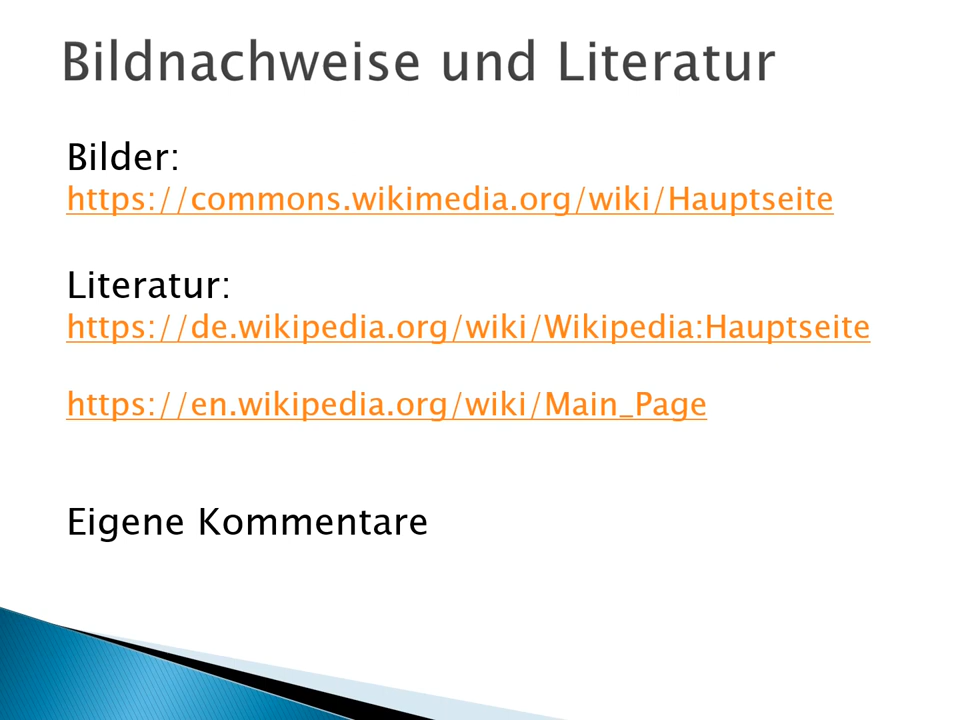 Bildnachweise und Literatur
Bilder:
https://commons.wikimedia.org/wiki/Hauptseite
Literatur:
https://de.wikipedia.org/wiki/Wikipedia:Hauptseite
https://en.wikipedia.org/wiki/Main_Page
Eigene Kommentare